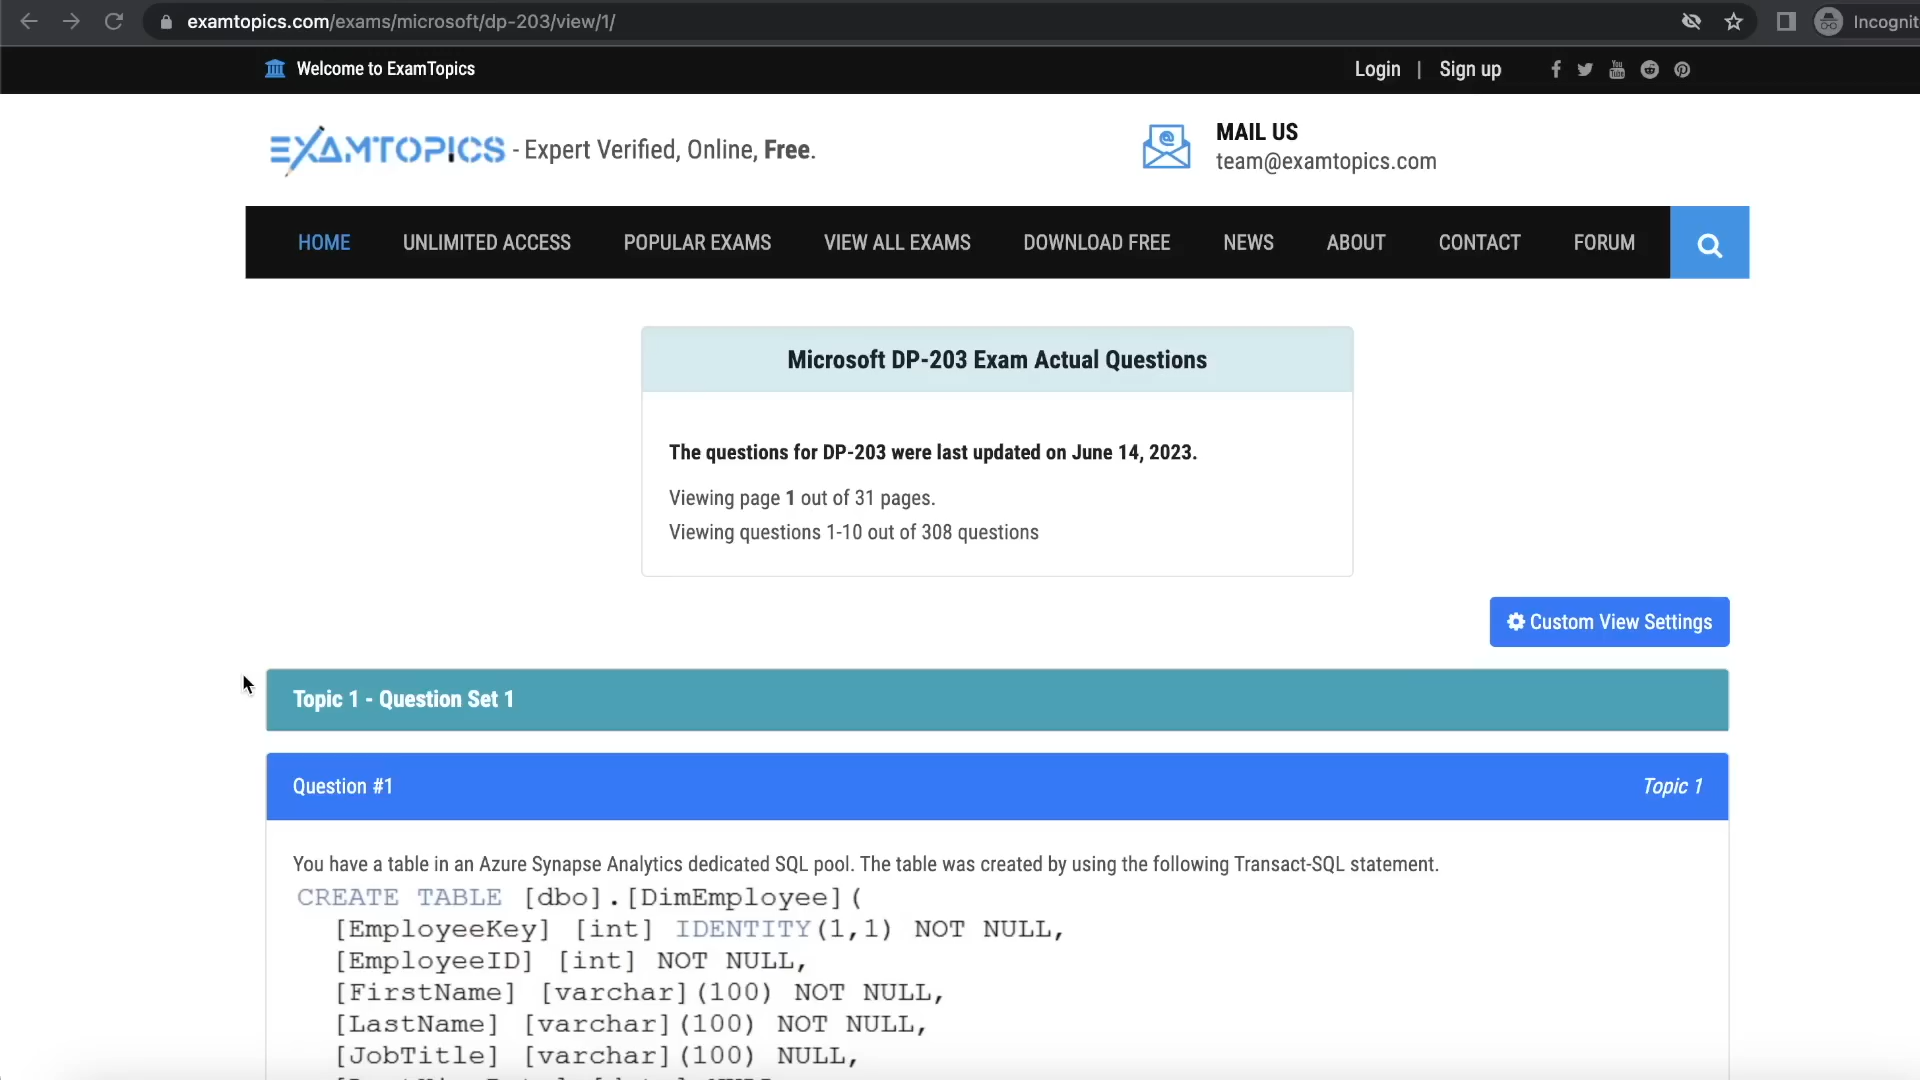 examtopics.com/exams/microsoft/dp-203/view/1/
Incognit
Welcome to ExamTopics
Login | Sign up
EXAMTOPICS - Expert Verified, Online, Free.
MAIL US
team@examtopics.com
HOME UNLIMITED ACCESS POPULAR EXAMS VIEW ALL EXAMS DOWNLOAD FREE NEWS ABOUT CONTACT FORUM
Microsoft DP-203 Exam Actual Questions
The questions for DP-203 were last updated on June 14, 2023.
Viewing page 1 out of 31 pages.
Viewing questions 1-10 out of 308 questions
Custom View Settings
Topic 1 - Question Set 1
Question #1 Topic 1
You have a table in an Azure Synapse Analytics dedicated SQL pool. The table was created by using the following Transact-SQL statement.
CREATE TABLE [dbo].[DimEmployee](
[EmployeeKey] [int] IDENTITY(1,1) NOT NULL,
[EmployeeID] [int] NOT NULL,
[FirstName] [varchar](100) NOT NULL,
[LastName] [varchar](100) NOT NULL,
[JobTitle] [varchar](100) NULL,